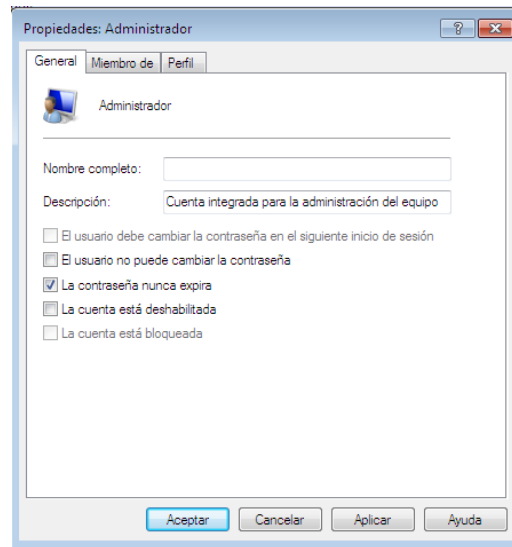 Propiedades: Administrador
General Miembro de Perfil
Administrador
Nombre completo:
Descripción: Cuenta integrada para la administración del equipo
El usuario debe cambiar la contraseña en el siguiente inicio de sesión
El usuario no puede cambiar la contraseña
La contraseña nunca expira
La cuenta está deshabilitada
La cuenta está bloqueada
Aceptar Cancelar Aplicar Ayuda